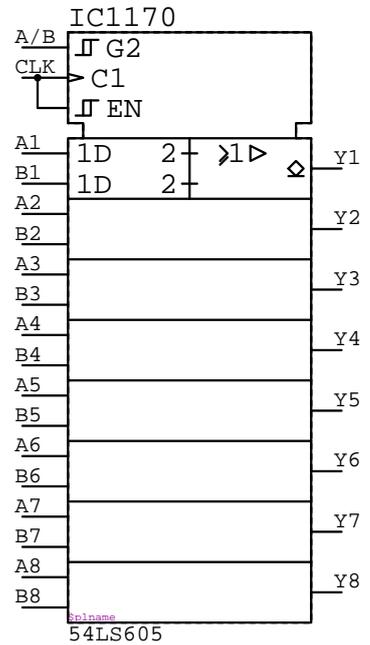 IC1170
A/B G2
CLK C1
EN
A1 1D 2 ≥1 ▷ Y1
B1 1D 2
A2
B2 Y2
A3
B3 Y3
A4
B4 Y4
A5
B5 Y5
A6
B6 Y6
A7
B7 Y7
A8
B8 Y8
$plname
54LS605